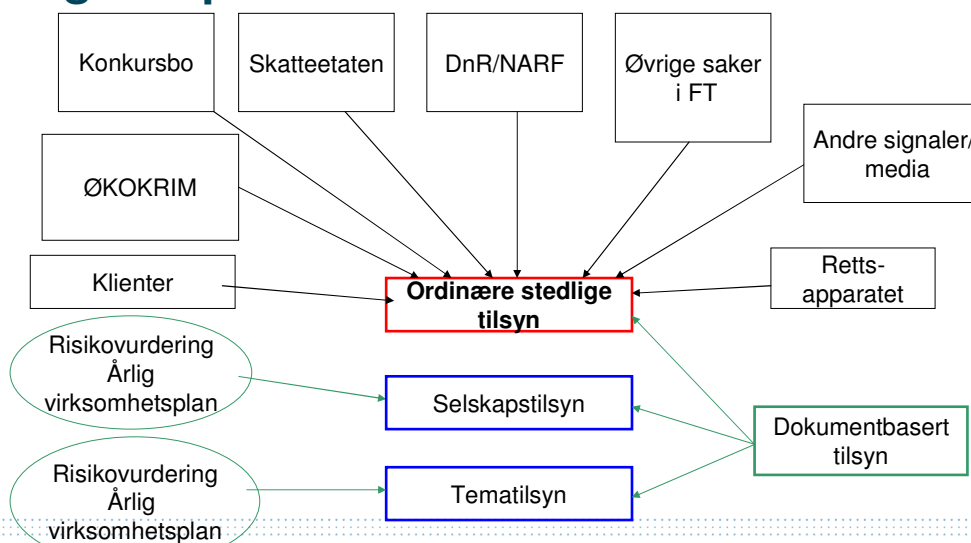 Konkursbo
Skatteetaten
DnR/NARF
Øvrige saker
i FT
Andre signaler/
media
ØKOKRIM
Klienter
Ordinære stedlige
tilsyn
Retts-
apparatet
Risikovurdering
Årlig
virksomhetsplan
Selskapstilsyn
Dokumentbasert
tilsyn
Risikovurdering
Årlig
virksomhetsplan
Tematilsyn